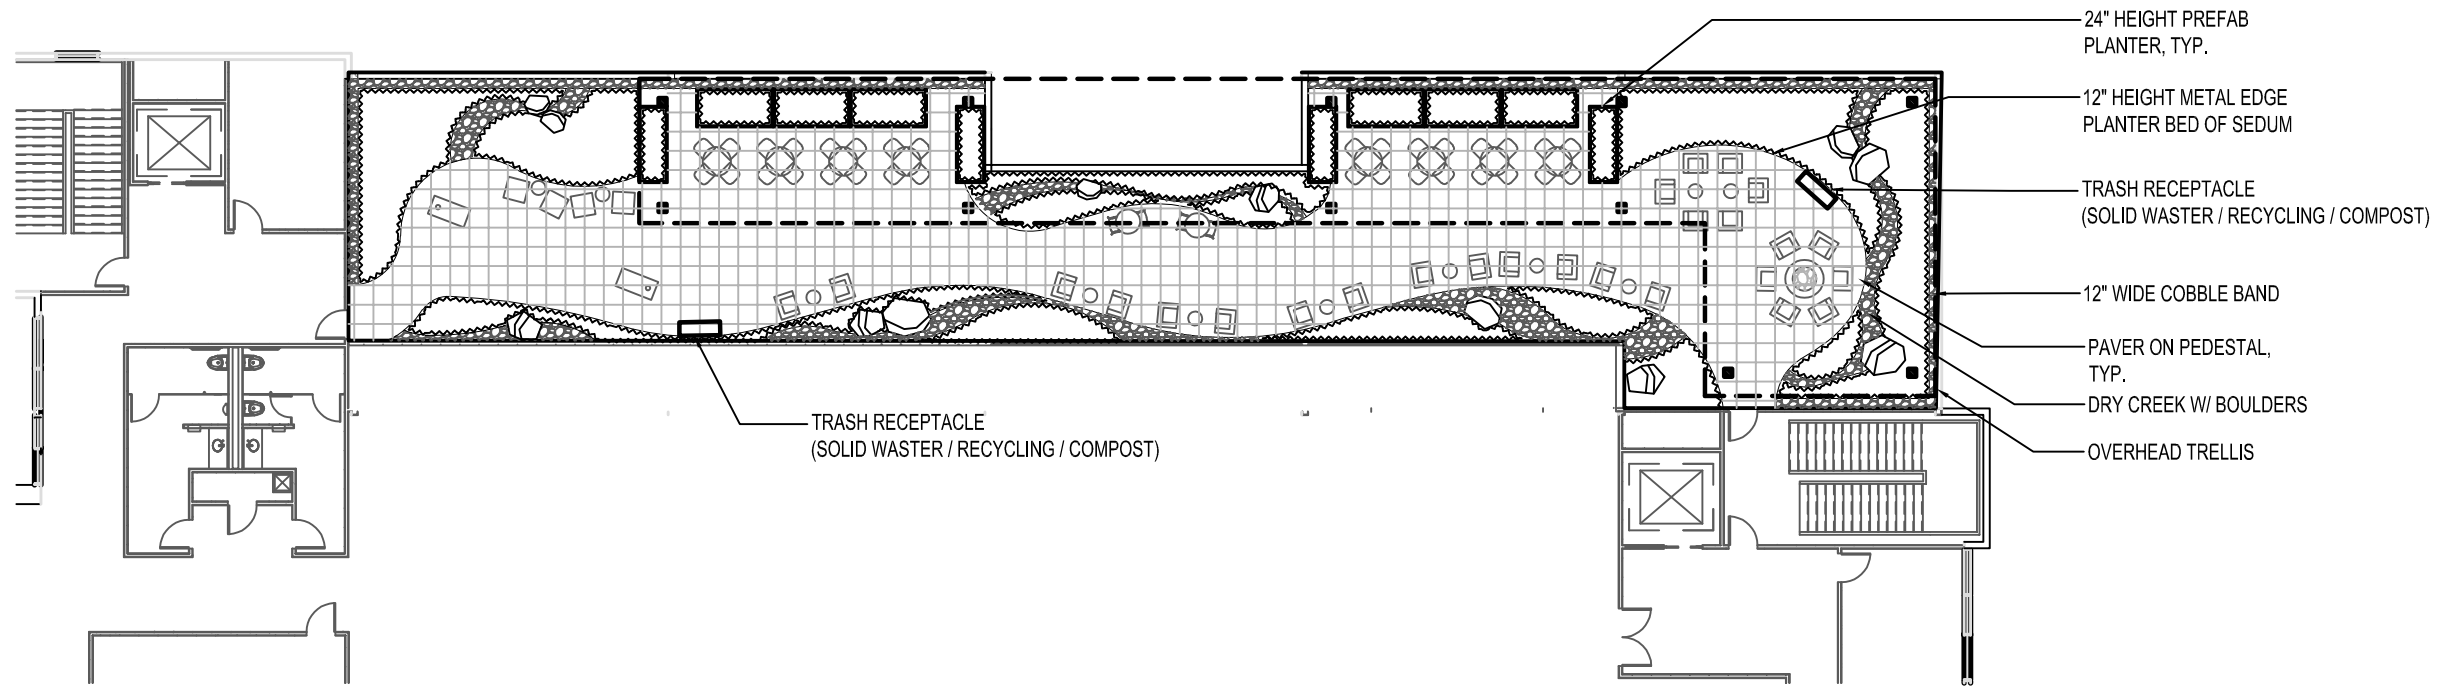 24" HEIGHT PREFAB
PLANTER, TYP.
12" HEIGHT METAL EDGE
PLANTER BED OF SEDUM
TRASH RECEPTACLE
(SOLID WASTER / RECYCLING / COMPOST)
12" WIDE COBBLE BAND
PAVER ON PEDESTAL,
TYP.
DRY CREEK W/ BOULDERS
OVERHEAD TRELLIS
TRASH RECEPTACLE
(SOLID WASTER / RECYCLING / COMPOST)